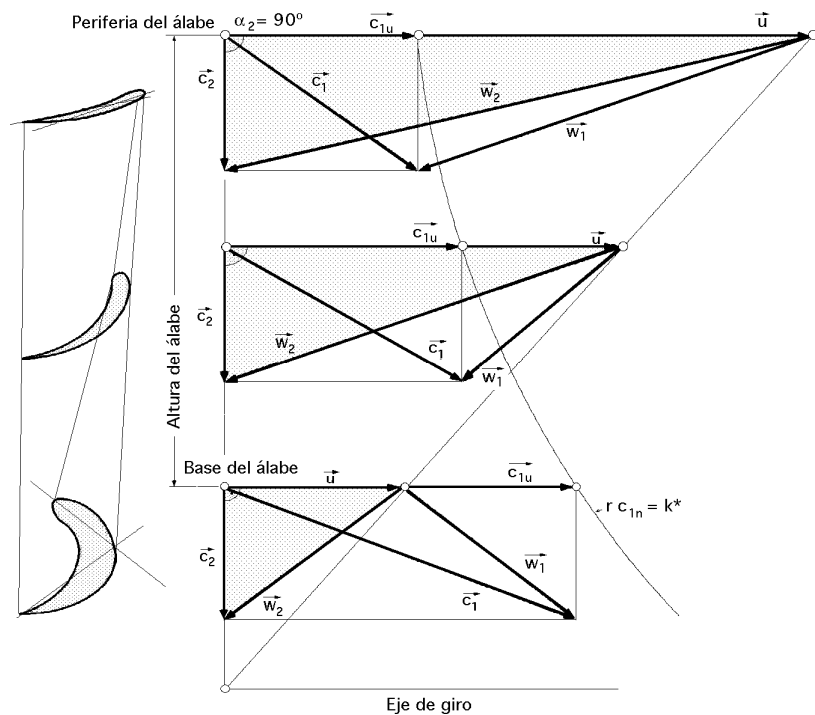 Periferia del álabe
α₂ = 90º
c₁ᵤ
u
c₂
c₁
w₂
w₁
c₁ᵤ
u
c₂
w₂
c₁
w₁
Altura del álabe
Base del álabe
u
c₁ᵤ
r c₁ₙ = k*
c₂
w₂
c₁
w₁
Eje de giro